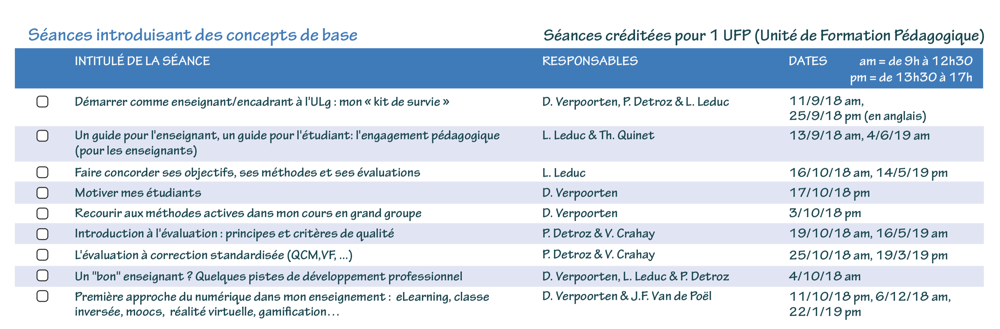 Séances introduisant des concepts de base
Séances créditées pour 1 UFP (Unité de Formation Pédagogique)
INTITULÉ DE LA SÉANCE
RESPONSABLES
DATES am = de 9h à 12h30
pm = de 13h30 à 17h
Démarrer comme enseignant/encadrant à l'ULg : mon « kit de survie »
D. Verpoorten, P. Detroz & L. Leduc
11/9/18 am,
25/9/18 pm (en anglais)
Un guide pour l'enseignant, un guide pour l'étudiant: l'engagement pédagogique
(pour les enseignants)
L. Leduc & Th. Quinet
13/9/18 am, 4/6/19 am
Faire concorder ses objectifs, ses méthodes et ses évaluations
L. Leduc
16/10/18 am, 14/5/19 pm
Motiver mes étudiants
D. Verpoorten
17/10/18 pm
Recourir aux méthodes actives dans mon cours en grand groupe
D. Verpoorten
3/10/18 pm
Introduction à l'évaluation : principes et critères de qualité
P. Detroz & V. Crahay
19/10/18 am, 16/5/19 am
L'évaluation à correction standardisée (QCM,VF, ...)
P. Detroz & V. Crahay
25/10/18 am, 19/3/19 pm
Un "bon" enseignant ? Quelques pistes de développement professionnel
D. Verpoorten, L. Leduc & P. Detroz
4/10/18 am
Première approche du numérique dans mon enseignement : eLearning, classe
inversée, moocs, réalité virtuelle, gamification…
D. Verpoorten & J.F. Van de Poël
11/10/18 pm, 6/12/18 am,
22/1/19 pm